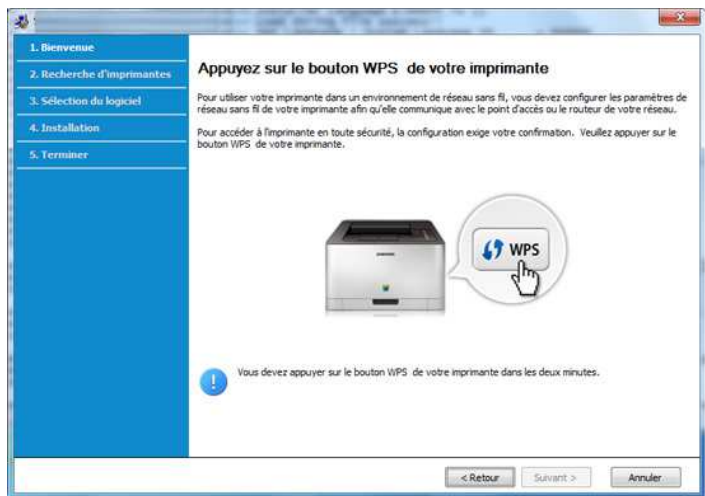 1. Bienvenue
2. Recherche d'imprimantes
3. Sélection du logiciel
4. Installation
5. Terminer
Appuyez sur le bouton WPS de votre imprimante
Pour utiliser votre imprimante dans un environnement de réseau sans fil, vous devez configurer les paramètres de
réseau sans fil de votre imprimante afin qu'elle communique avec le point d'accès ou le routeur de votre réseau.
Pour accéder à l'imprimante en toute sécurité, la configuration exige votre confirmation. Veuillez appuyer sur le
bouton WPS de votre imprimante.
SAMSUNG
WPS
Vous devez appuyer sur le bouton WPS de votre imprimante dans les deux minutes.
< Retour
Suivant >
Annuler